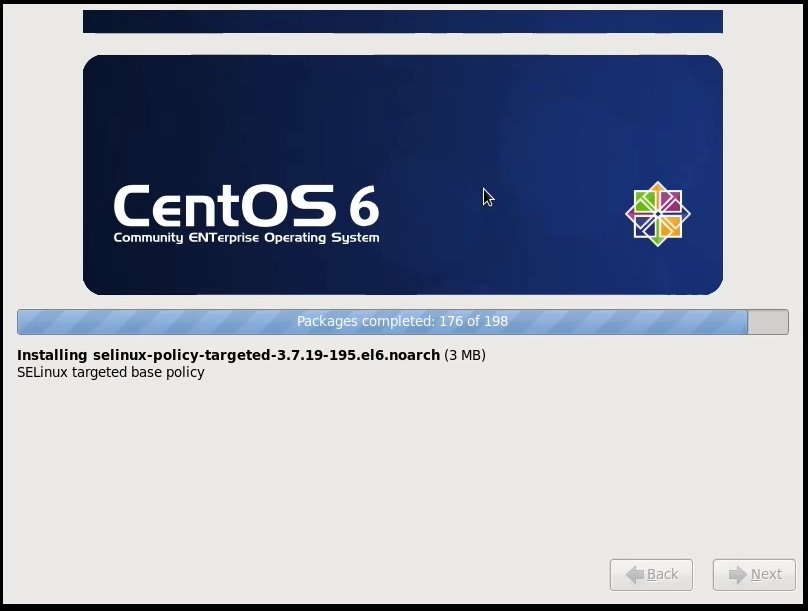 CentOS 6
Community ENTerprise Operating System
Packages completed: 176 of 198
Installing selinux-policy-targeted-3.7.19-195.el6.noarch (3 MB)
SELinux targeted base policy
Back
Next